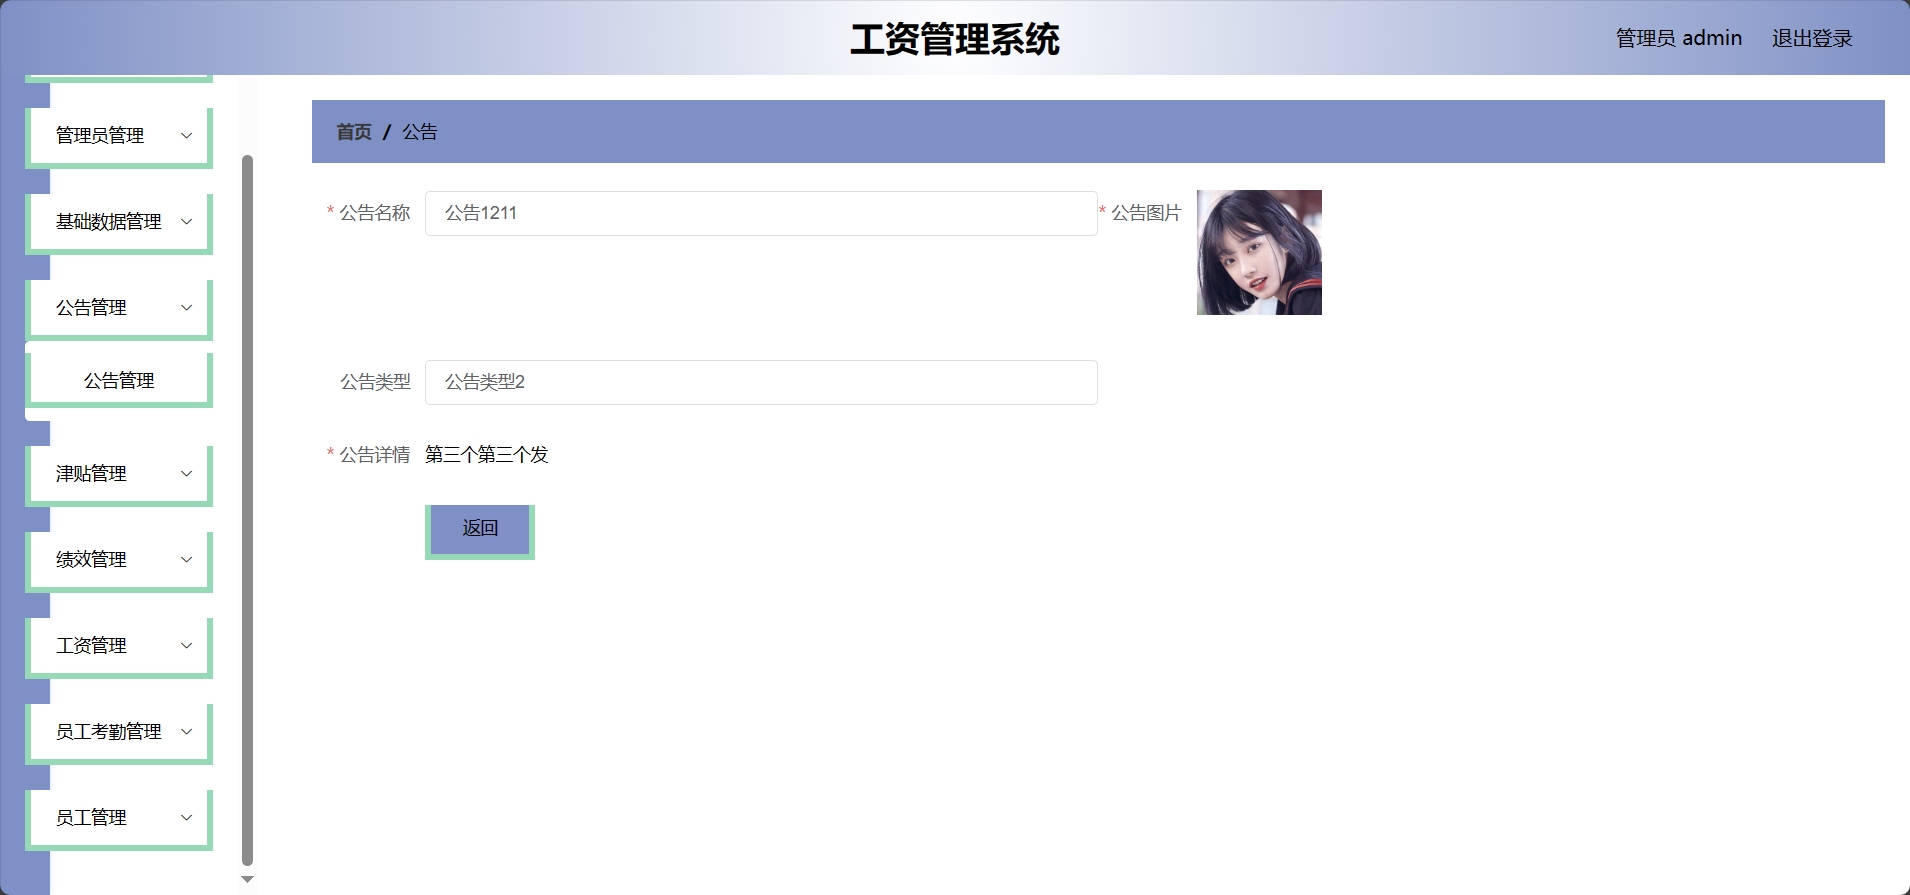 工资管理系统
管理员 admin
退出登录
管理员管理
基础数据管理
公告管理
公告管理
津贴管理
绩效管理
工资管理
员工考勤管理
员工管理
首页 / 公告
* 公告名称 公告1211
* 公告图片
公告类型 公告类型2
* 公告详情 第三个第三个发
返回